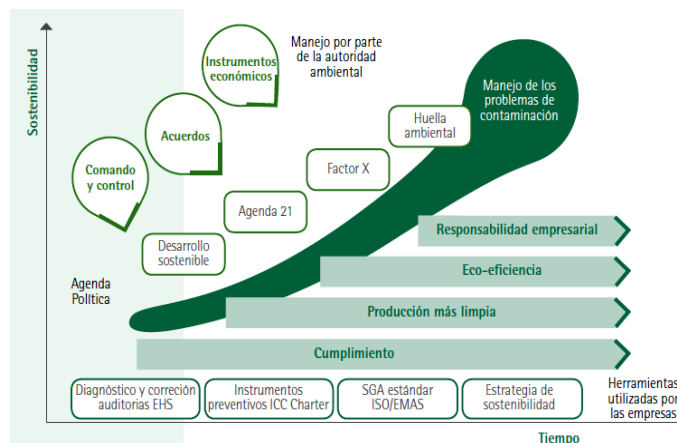 Sostenibilidad
Instrumentos
económicos
Manejo por parte
de la autoridad
ambiental
Manejo de los
problemas de
contaminación
Acuerdos
Huella
ambiental
Comando
y control
Factor X
Agenda 21
Desarrollo
sostenible
Responsabilidad empresarial
Eco-eficiencia
Agenda
Política
Producción más limpia
Cumplimiento
Diagnóstico y correción
auditorias EHS
Instrumentos
preventivos ICC Charter
SGA estándar
ISO/EMAS
Estrategia de
sostenibilidad
Herramientas
utilizadas por
las empresas
Tiempo